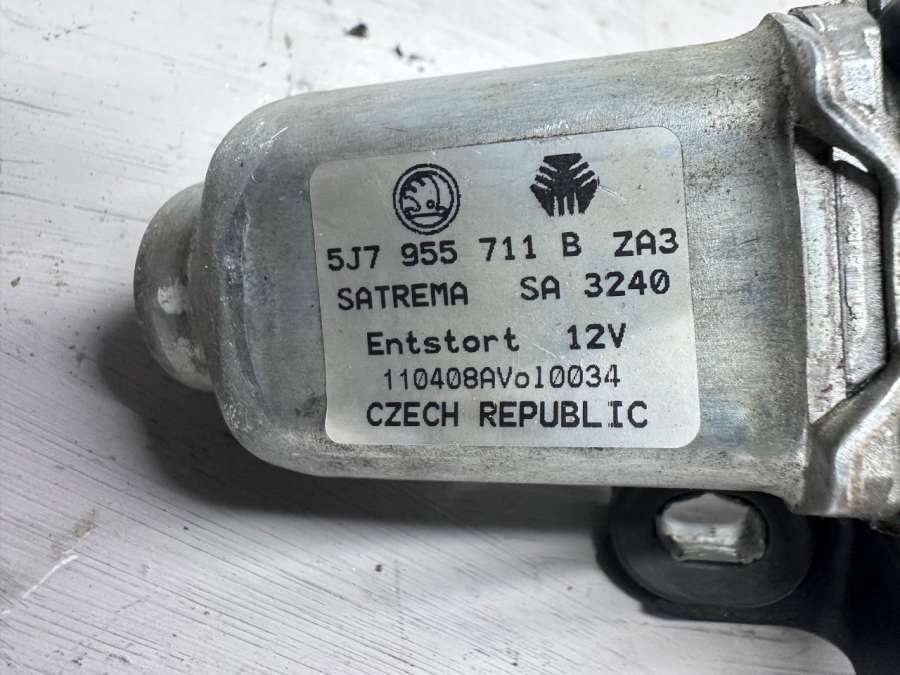 5J7 955 711 B ZA3
SATREMA SA 3240
Entstort 12V
110408AVol0034
CZECH REPUBLIC